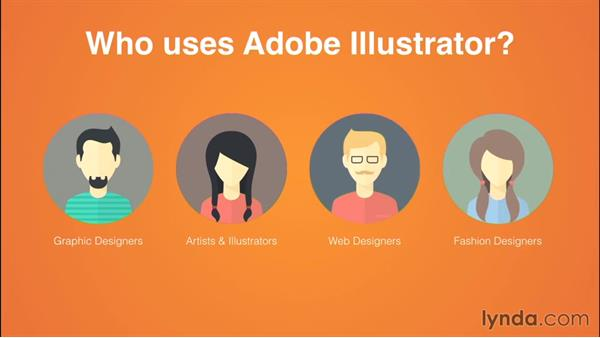 Who uses Adobe Illustrator?
Graphic Designers
Artists & Illustrators
Web Designers
Fashion Designers
lynda.com